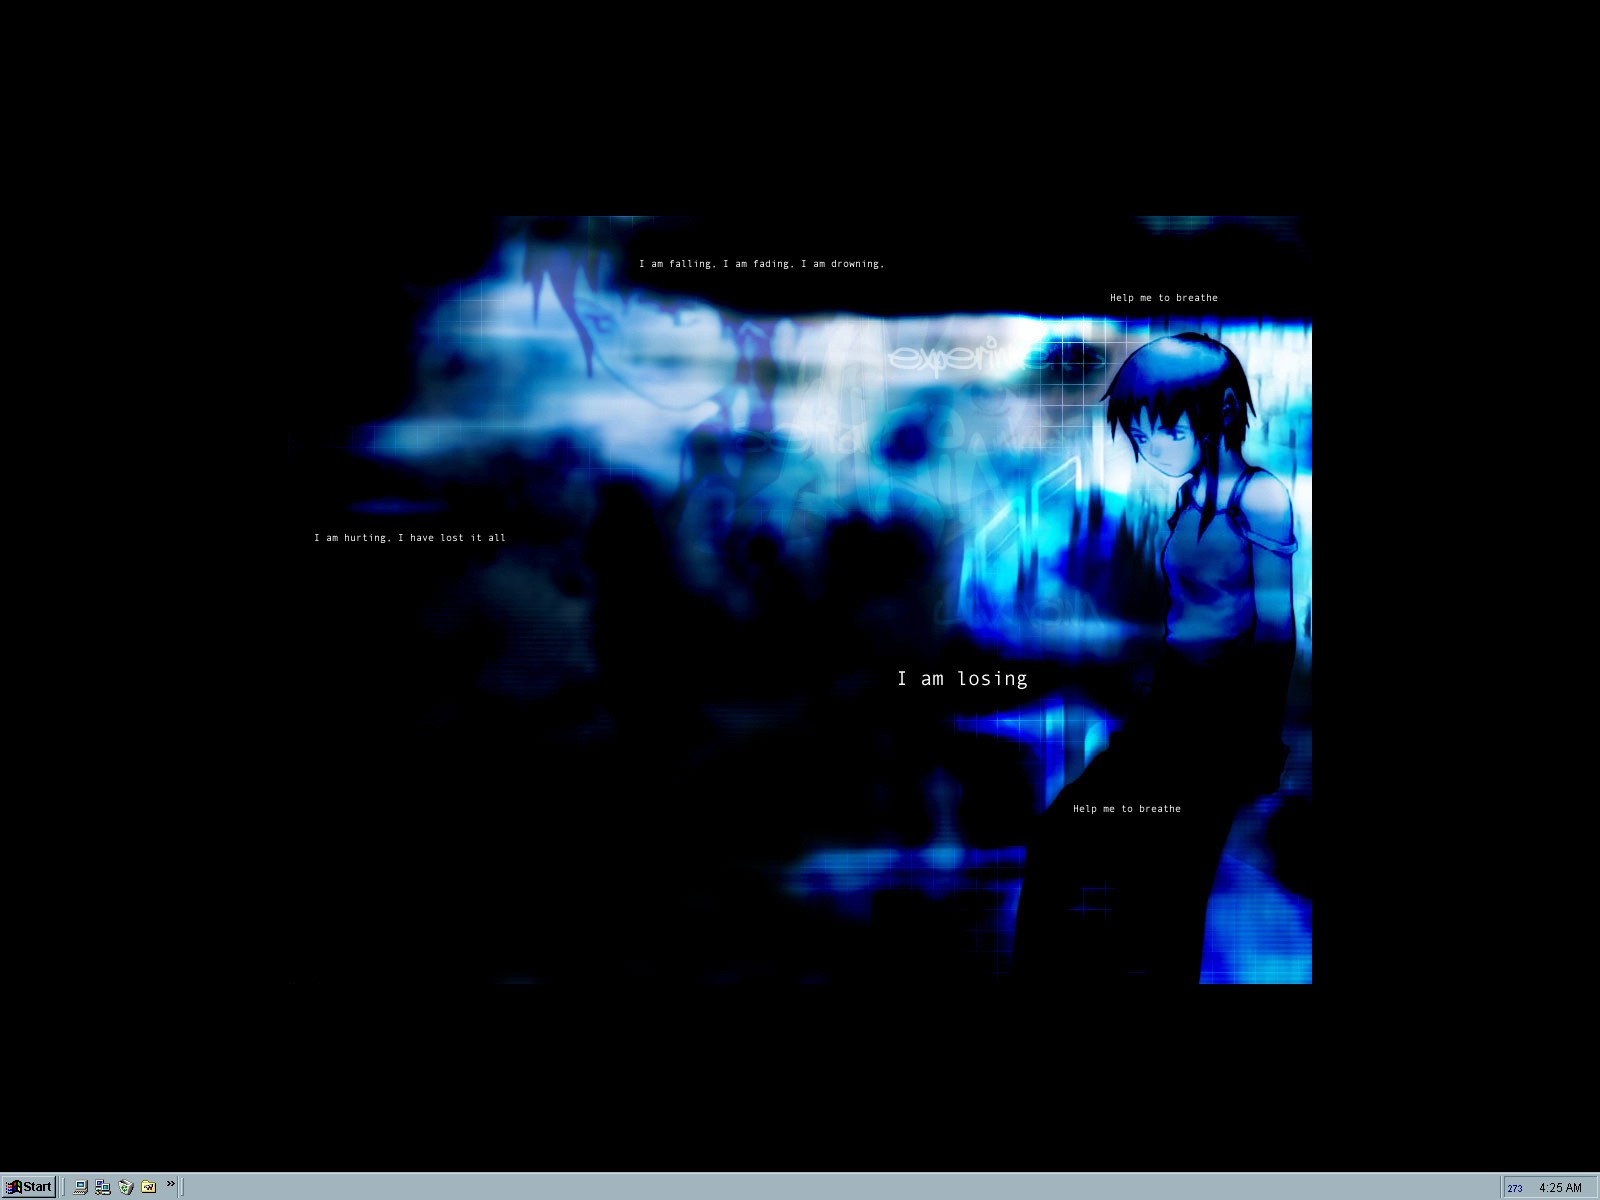 I am falling, I am fading, I am drowning,
Help me to breathe
experiments
I am hurting, I have lost it all
I am losing
Help me to breathe
Start
»
273
4:25 AM